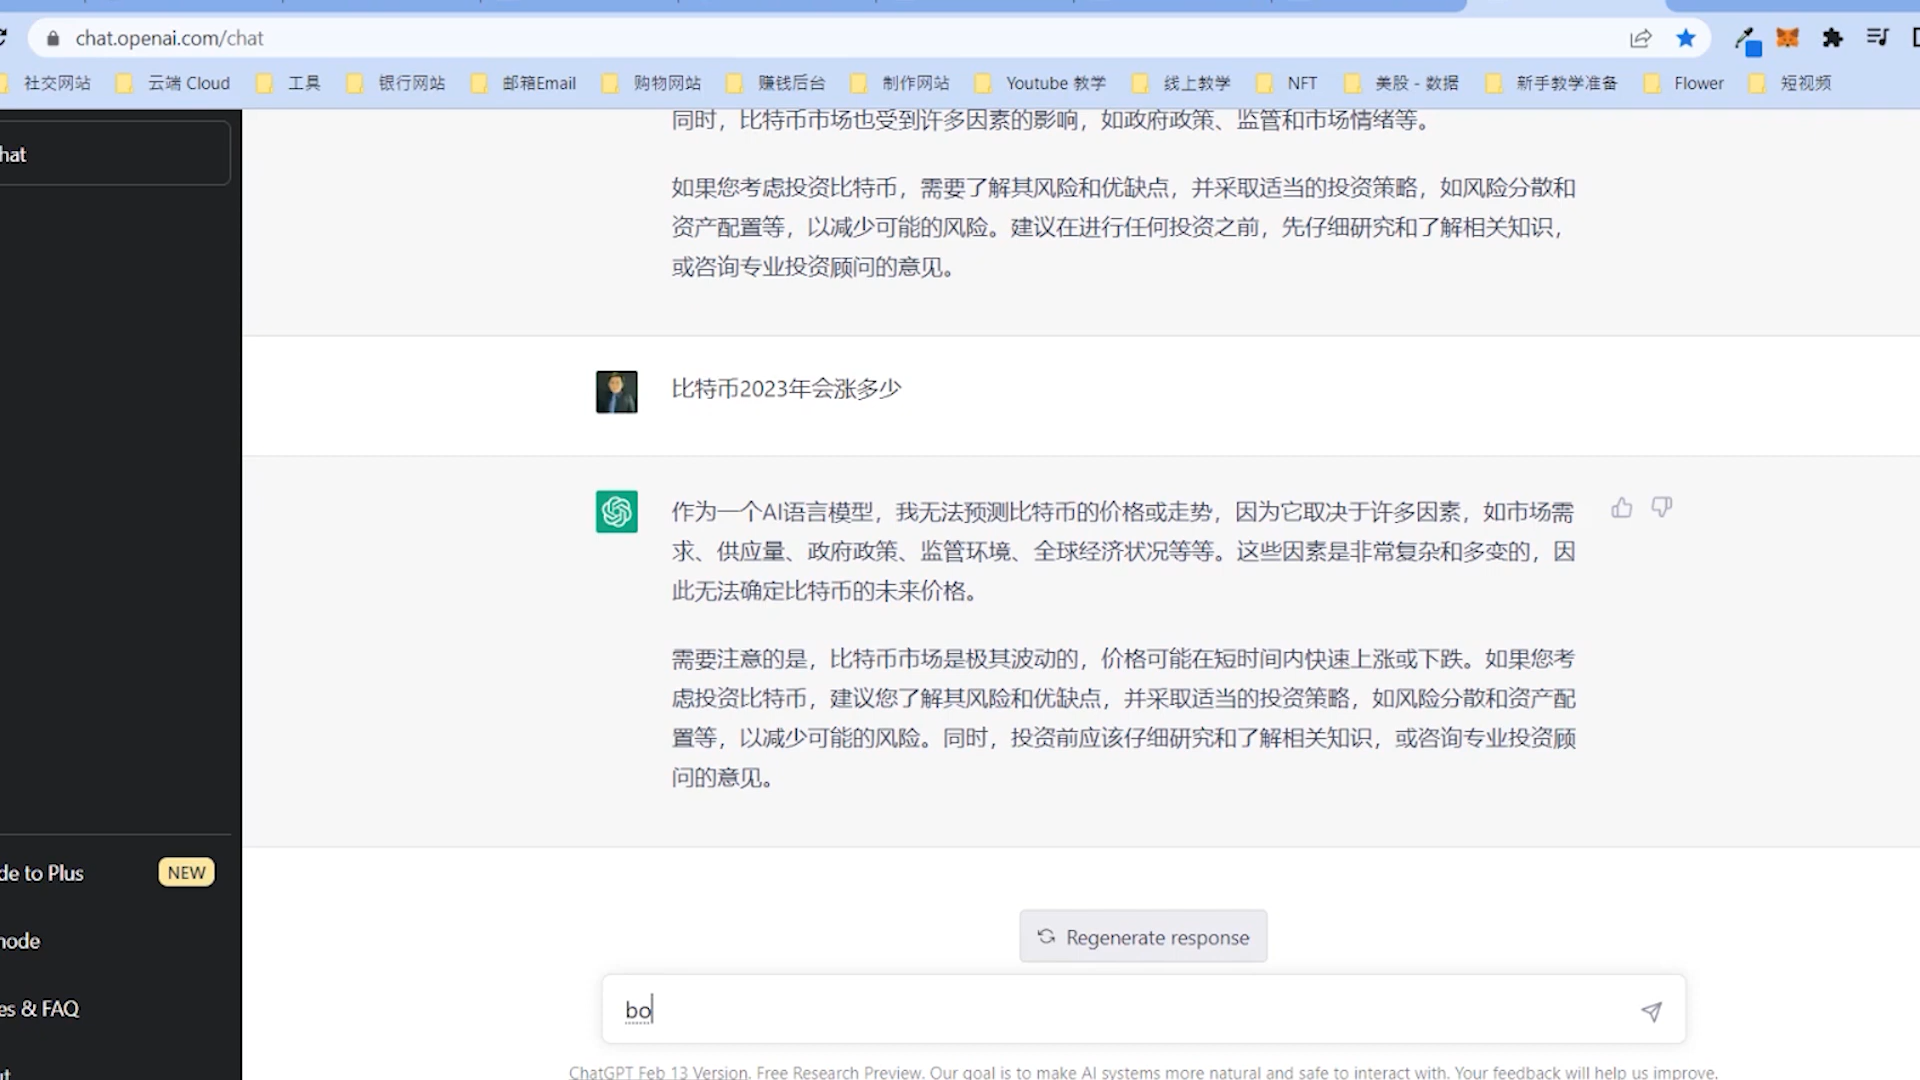 chat.openai.com/chat
社交网站 云端 Cloud 工具 银行网站 邮箱Email 购物网站 赚钱后台 制作网站 Youtube 教学 线上教学 NFT 美股 - 数据 新手教学准备 Flower 短视频
hat
同时，比特币市场也受到许多因素的影响，如政府政策、监管和市场情绪等。
如果您考虑投资比特币，需要了解其风险和优缺点，并采取适当的投资策略，如风险分散和
资产配置等，以减少可能的风险。建议在进行任何投资之前，先仔细研究和了解相关知识，
或咨询专业投资顾问的意见。
比特币2023年会涨多少
作为一个AI语言模型，我无法预测比特币的价格或走势，因为它取决于许多因素，如市场需
求、供应量、政府政策、监管环境、全球经济状况等等。这些因素是非常复杂和多变的，因
此无法确定比特币的未来价格。
需要注意的是，比特币市场是极其波动的，价格可能在短时间内快速上涨或下跌。如果您考
虑投资比特币，建议您了解其风险和优缺点，并采取适当的投资策略，如风险分散和资产配
置等，以减少可能的风险。同时，投资前应该仔细研究和了解相关知识，或咨询专业投资顾
问的意见。
de to Plus NEW
node
es & FAQ
Regenerate response
bo
ChatGPT Feb 13 Version. Free Research Preview. Our goal is to make AI systems more natural and safe to interact with. Your feedback will help us improve.